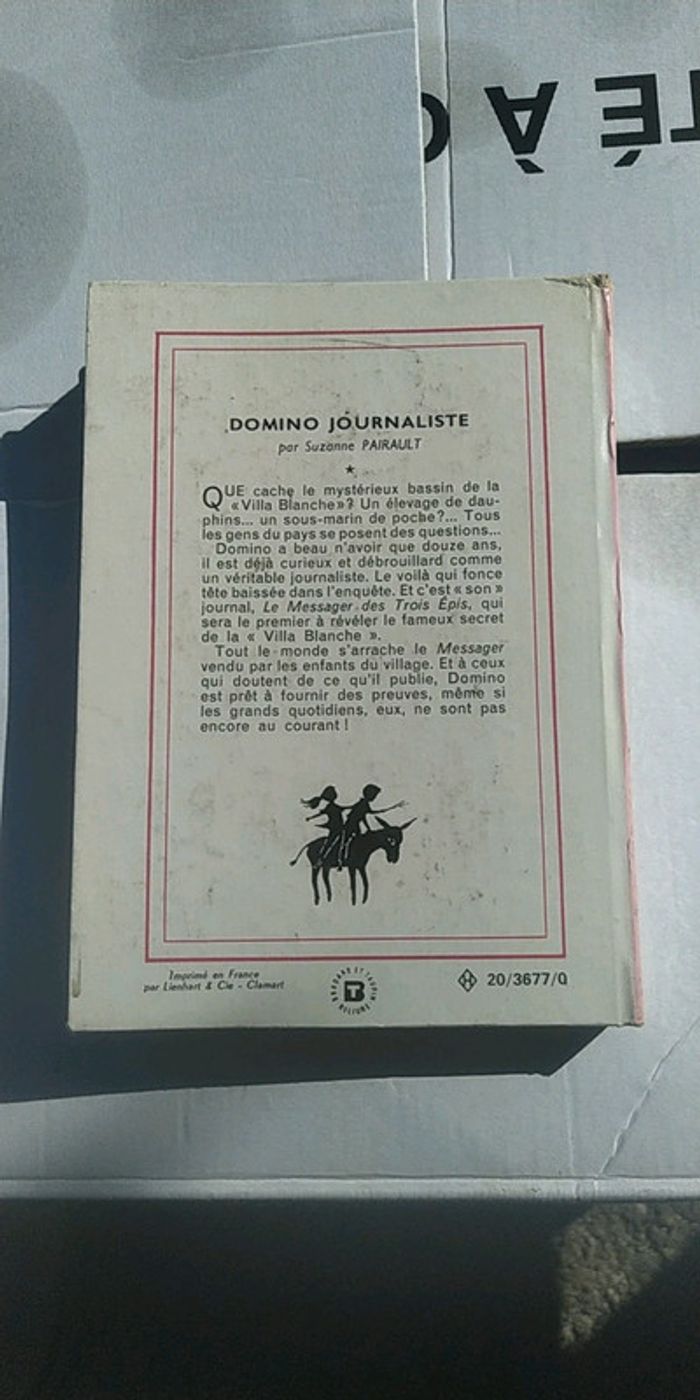 TÉ À
DOMINO JOURNALISTE
par Suzanne PAIRAULT
★
QUE cache le mystérieux bassin de la
«Villa Blanche»? Un élevage de dau-
phins... un sous-marin de poche?... Tous
les gens du pays se posent des questions...
Domino a beau n'avoir que douze ans,
il est déjà curieux et débrouillard comme
un véritable journaliste. Le voilà qui fonce
tête baissée dans l'enquête. Et c'est « son »
journal, Le Messager des Trois Épis, qui
sera le premier à révéler le fameux secret
de la « Villa Blanche ».
Tout le monde s'arrache le Messager
vendu par les enfants du village. Et à ceux
qui doutent de ce qu'il publie, Domino
est prêt à fournir des preuves, même si
les grands quotidiens, eux, ne sont pas
encore au courant !
Imprimé en France
par Lienhart & Cie - Clamart
BRODARD ET TAUPIN
BT
RELIURE
H 20/3677/Q